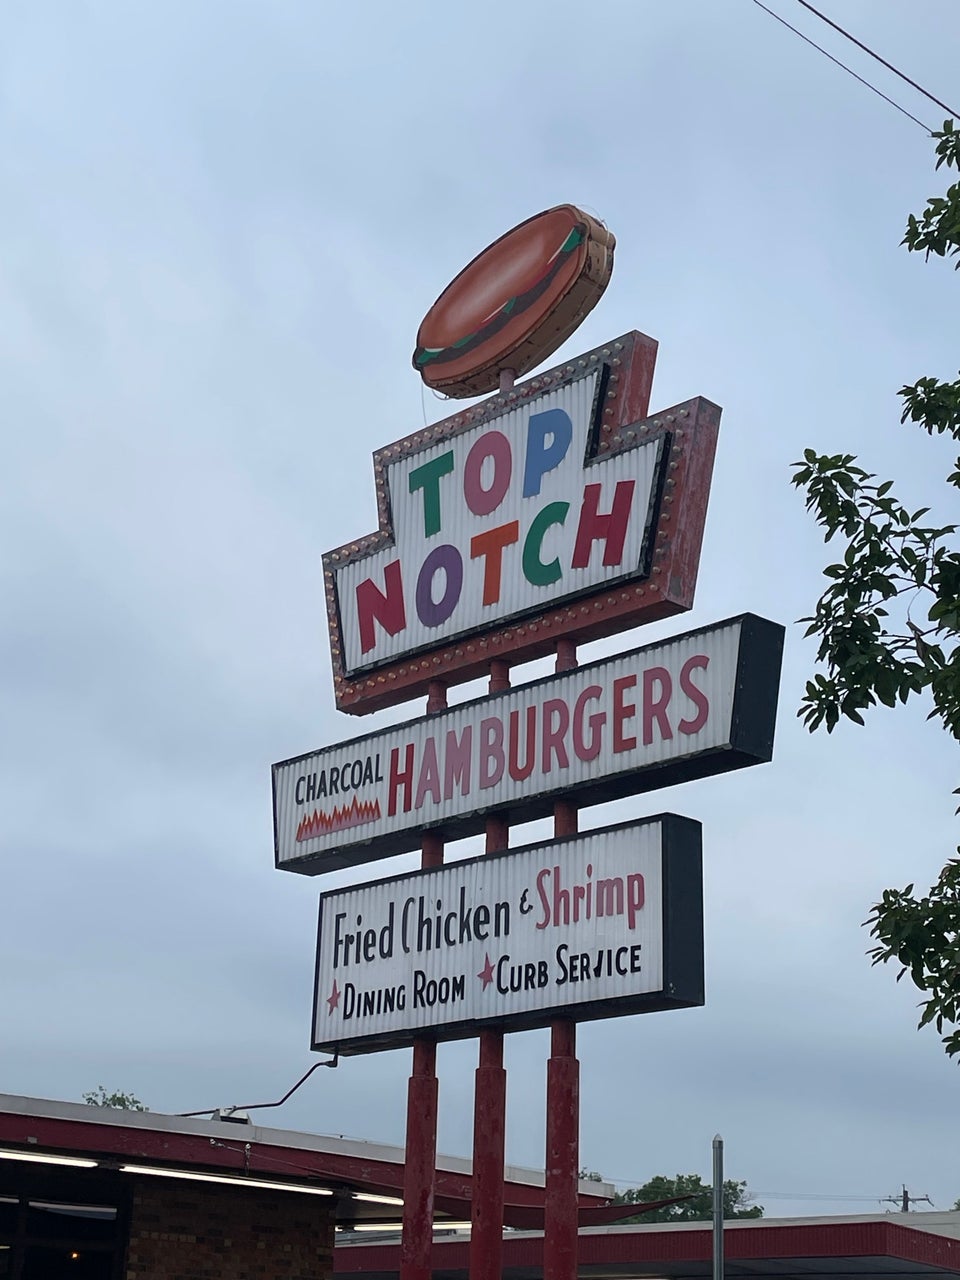 TOP
NOTCH
CHARCOAL HAMBURGERS
Fried Chicken & Shrimp
★DINING ROOM ★CURB SERVICE